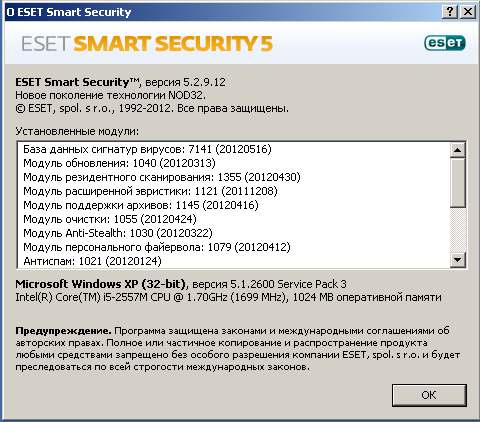 О ESET Smart Security
ESET SMART SECURITY 5
eset
ESET Smart Security™, версия 5.2.9.12
Новое поколение технологии NOD32.
© ESET, spol. s r.o., 1992-2012. Все права защищены.
Установленные модули:
База данных сигнатур вирусов: 7141 (20120516)
Модуль обновления: 1040 (20120313)
Модуль резидентного сканирования: 1355 (20120430)
Модуль расширенной эвристики: 1121 (20111208)
Модуль поддержки архивов: 1145 (20120416)
Модуль очистки: 1055 (20120424)
Модуль Anti-Stealth: 1030 (20120322)
Модуль персонального файервола: 1079 (20120412)
Антиспам: 1021 (20120124)
Microsoft Windows XP (32-bit), версия 5.1.2600 Service Pack 3
Intel(R) Core(TM) i5-2557M CPU @ 1.70GHz (1699 MHz), 1024 MB оперативной памяти
Предупреждение. Программа защищена законами и международными соглашениями об
авторских правах. Полное или частичное копирование и распространение продукта
любыми средствами запрещено без особого разрешения компании ESET, spol. s r.o. и будет
преследоваться по всей строгости международных законов.
OK